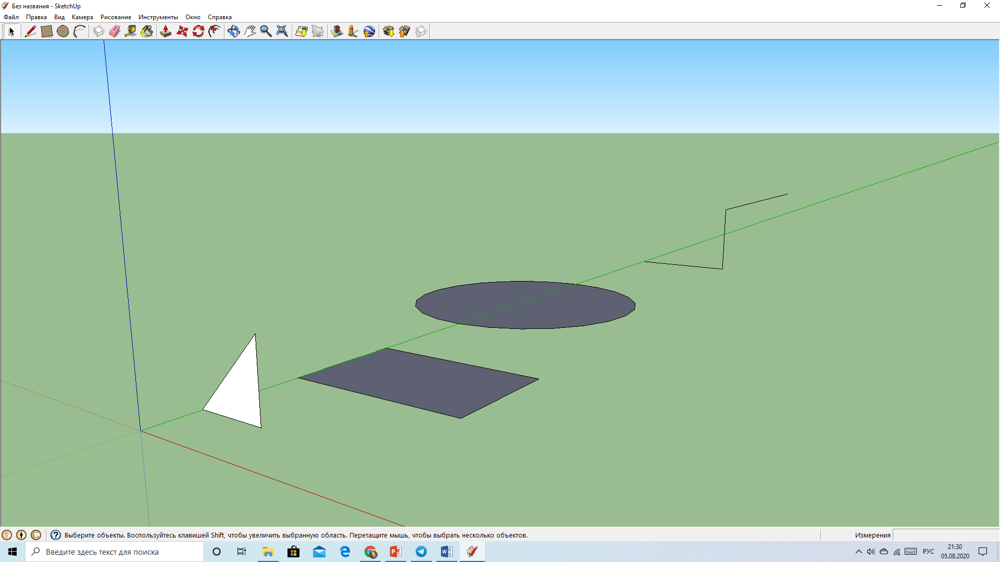 Без названия - SketchUp
Файл Правка Вид Камера Рисование Инструменты Окно Справка
Выберите объекты. Воспользуйтесь клавишей Shift, чтобы увеличить выбранную область. Перетащите мышь, чтобы выбрать несколько объектов.
Измерения
Введите здесь текст для поиска
РУС
21:30
05.08.2020